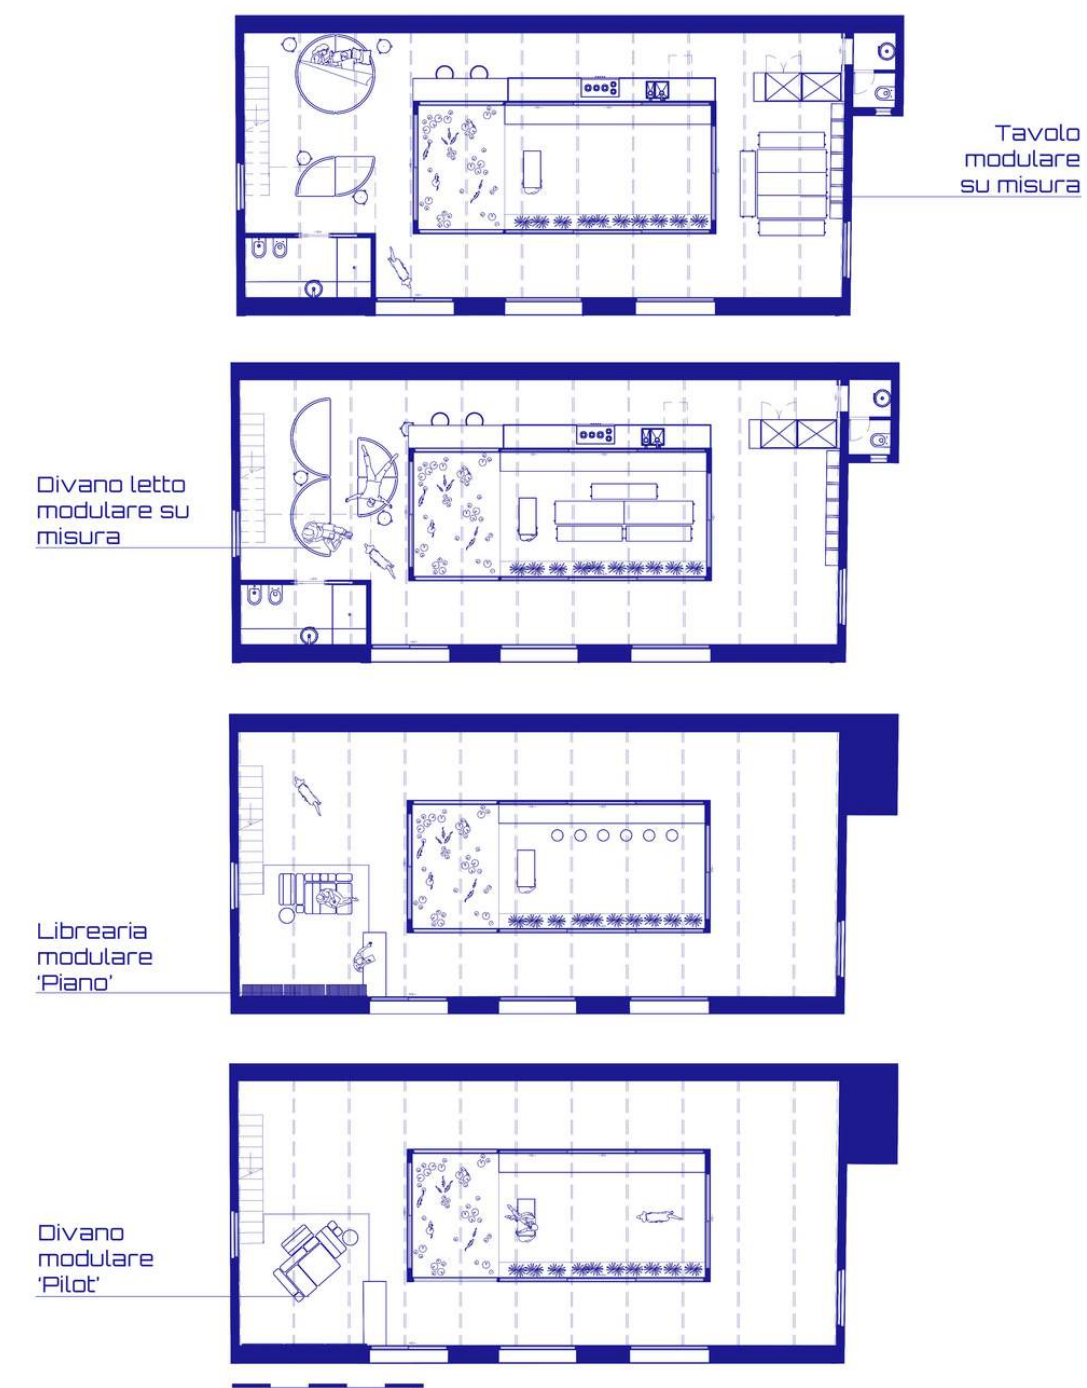 Tavolo
modulare
su misura
Divano letto
modulare su
misura
Librearia
modulare
‘Piano’
Divano
modulare
‘Pilot’